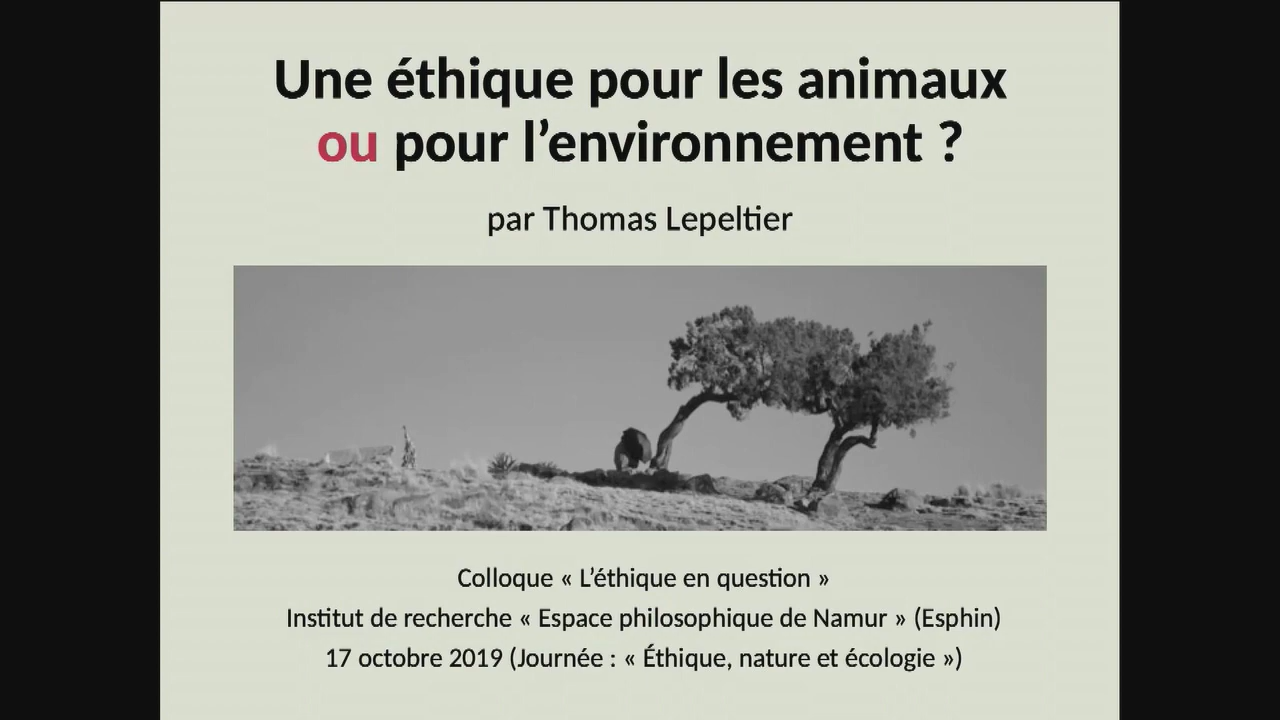 Une éthique pour les animaux
ou pour l’environnement ?
par Thomas Lepeltier
Colloque « L’éthique en question »
Institut de recherche « Espace philosophique de Namur » (Esphin)
17 octobre 2019 (Journée : « Éthique, nature et écologie »)